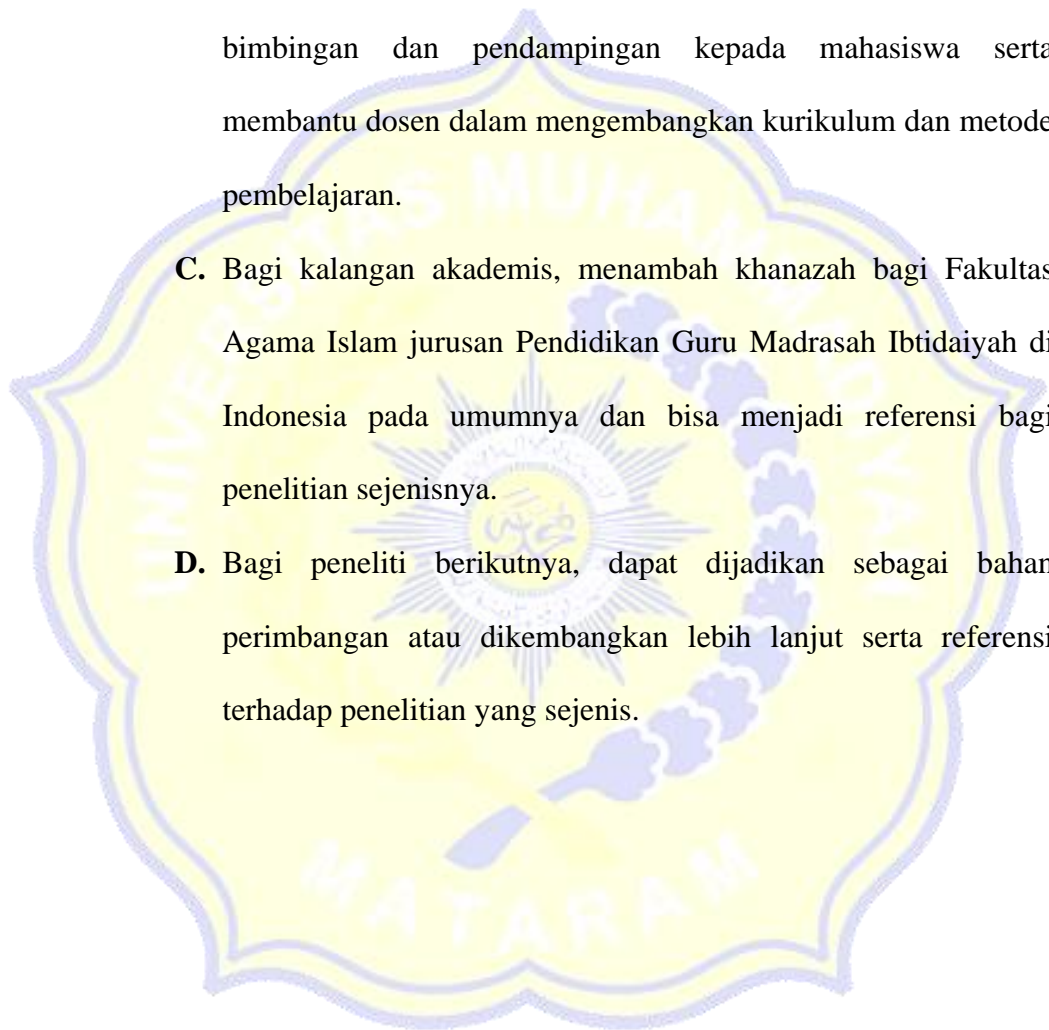 bimbingan dan pendampingan kepada mahasiswa serta
membantu dosen dalam mengembangkan kurikulum dan metode
pembelajaran.
C. Bagi kalangan akademis, menambah khanazah bagi Fakultas
Agama Islam jurusan Pendidikan Guru Madrasah Ibtidaiyah di
Indonesia pada umumnya dan bisa menjadi referensi bagi
penelitian sejenisnya.
D. Bagi peneliti berikutnya, dapat dijadikan sebagai bahan
perimbangan atau dikembangkan lebih lanjut serta referensi
terhadap penelitian yang sejenis.
UNIVERSITAS MUHAMMADIYAH
MATARAM